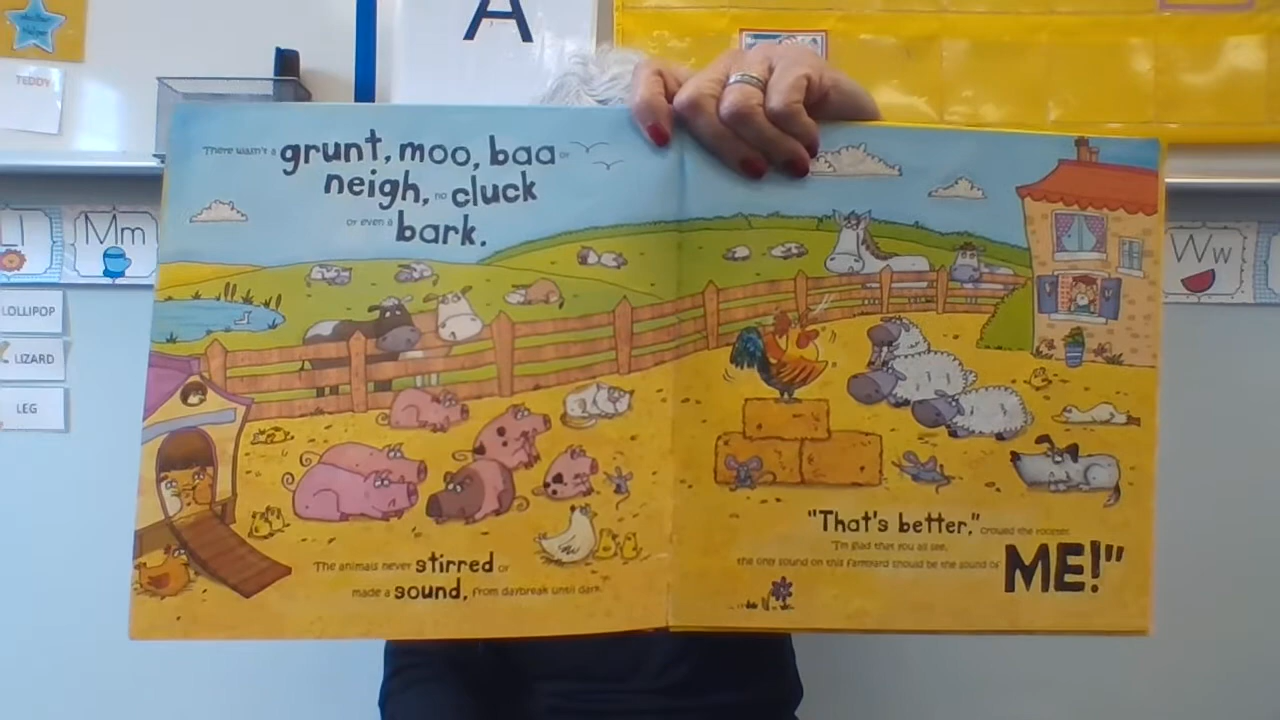 A
TEDDY
Ll
Mm
LOLLIPOP
LIZARD
LEG
Ww
There wasn't a grunt, moo, baa or
neigh, no cluck
or even a bark.
The animals never stirred or
made a sound, from daybreak until dark.
"That's better," crowed the rooster.
"I'm glad that you all see,
the only sound on this farmyard should be the sound of ME!"